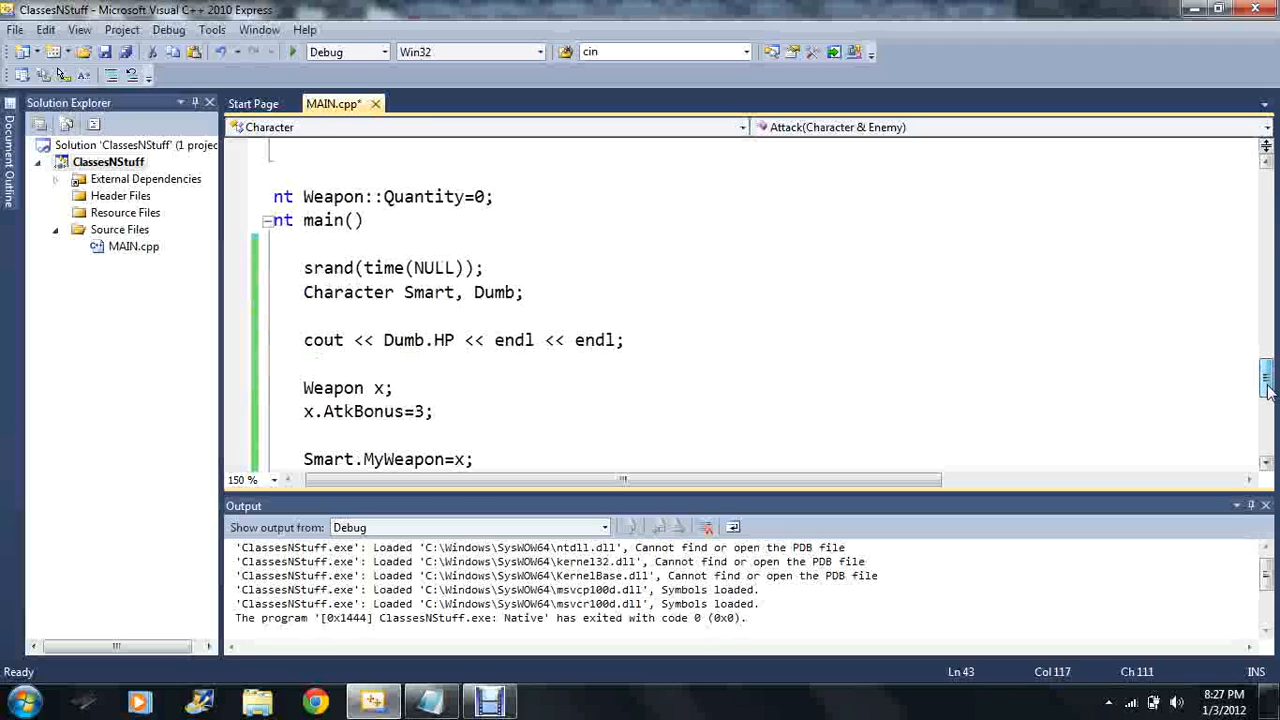 ClassesNStuff - Microsoft Visual C++ 2010 Express
File Edit View Project Debug Tools Window Help
Debug Win32 cin
Document Outline
Solution Explorer
Solution 'ClassesNStuff' (1 projec
ClassesNStuff
External Dependencies
Header Files
Resource Files
Source Files
MAIN.cpp
Start Page MAIN.cpp*
Character Attack(Character & Enemy)
nt Weapon::Quantity=0;
nt main()
srand(time(NULL));
Character Smart, Dumb;
cout << Dumb.HP << endl << endl;
Weapon x;
x.AtkBonus=3;
Smart.MyWeapon=x;
150 %
Output
Show output from: Debug
'ClassesNStuff.exe': Loaded 'C:\Windows\SysWOW64\ntdll.dll', Cannot find or open the PDB file
'ClassesNStuff.exe': Loaded 'C:\Windows\SysWOW64\kernel32.dll', Cannot find or open the PDB file
'ClassesNStuff.exe': Loaded 'C:\Windows\SysWOW64\KernelBase.dll', Cannot find or open the PDB file
'ClassesNStuff.exe': Loaded 'C:\Windows\SysWOW64\msvcp100d.dll', Symbols loaded.
'ClassesNStuff.exe': Loaded 'C:\Windows\SysWOW64\msvcr100d.dll', Symbols loaded.
The program '[0x1444] ClassesNStuff.exe: Native' has exited with code 0 (0x0).
Ready Ln 43 Col 117 Ch 111 INS
8:27 PM
1/3/2012